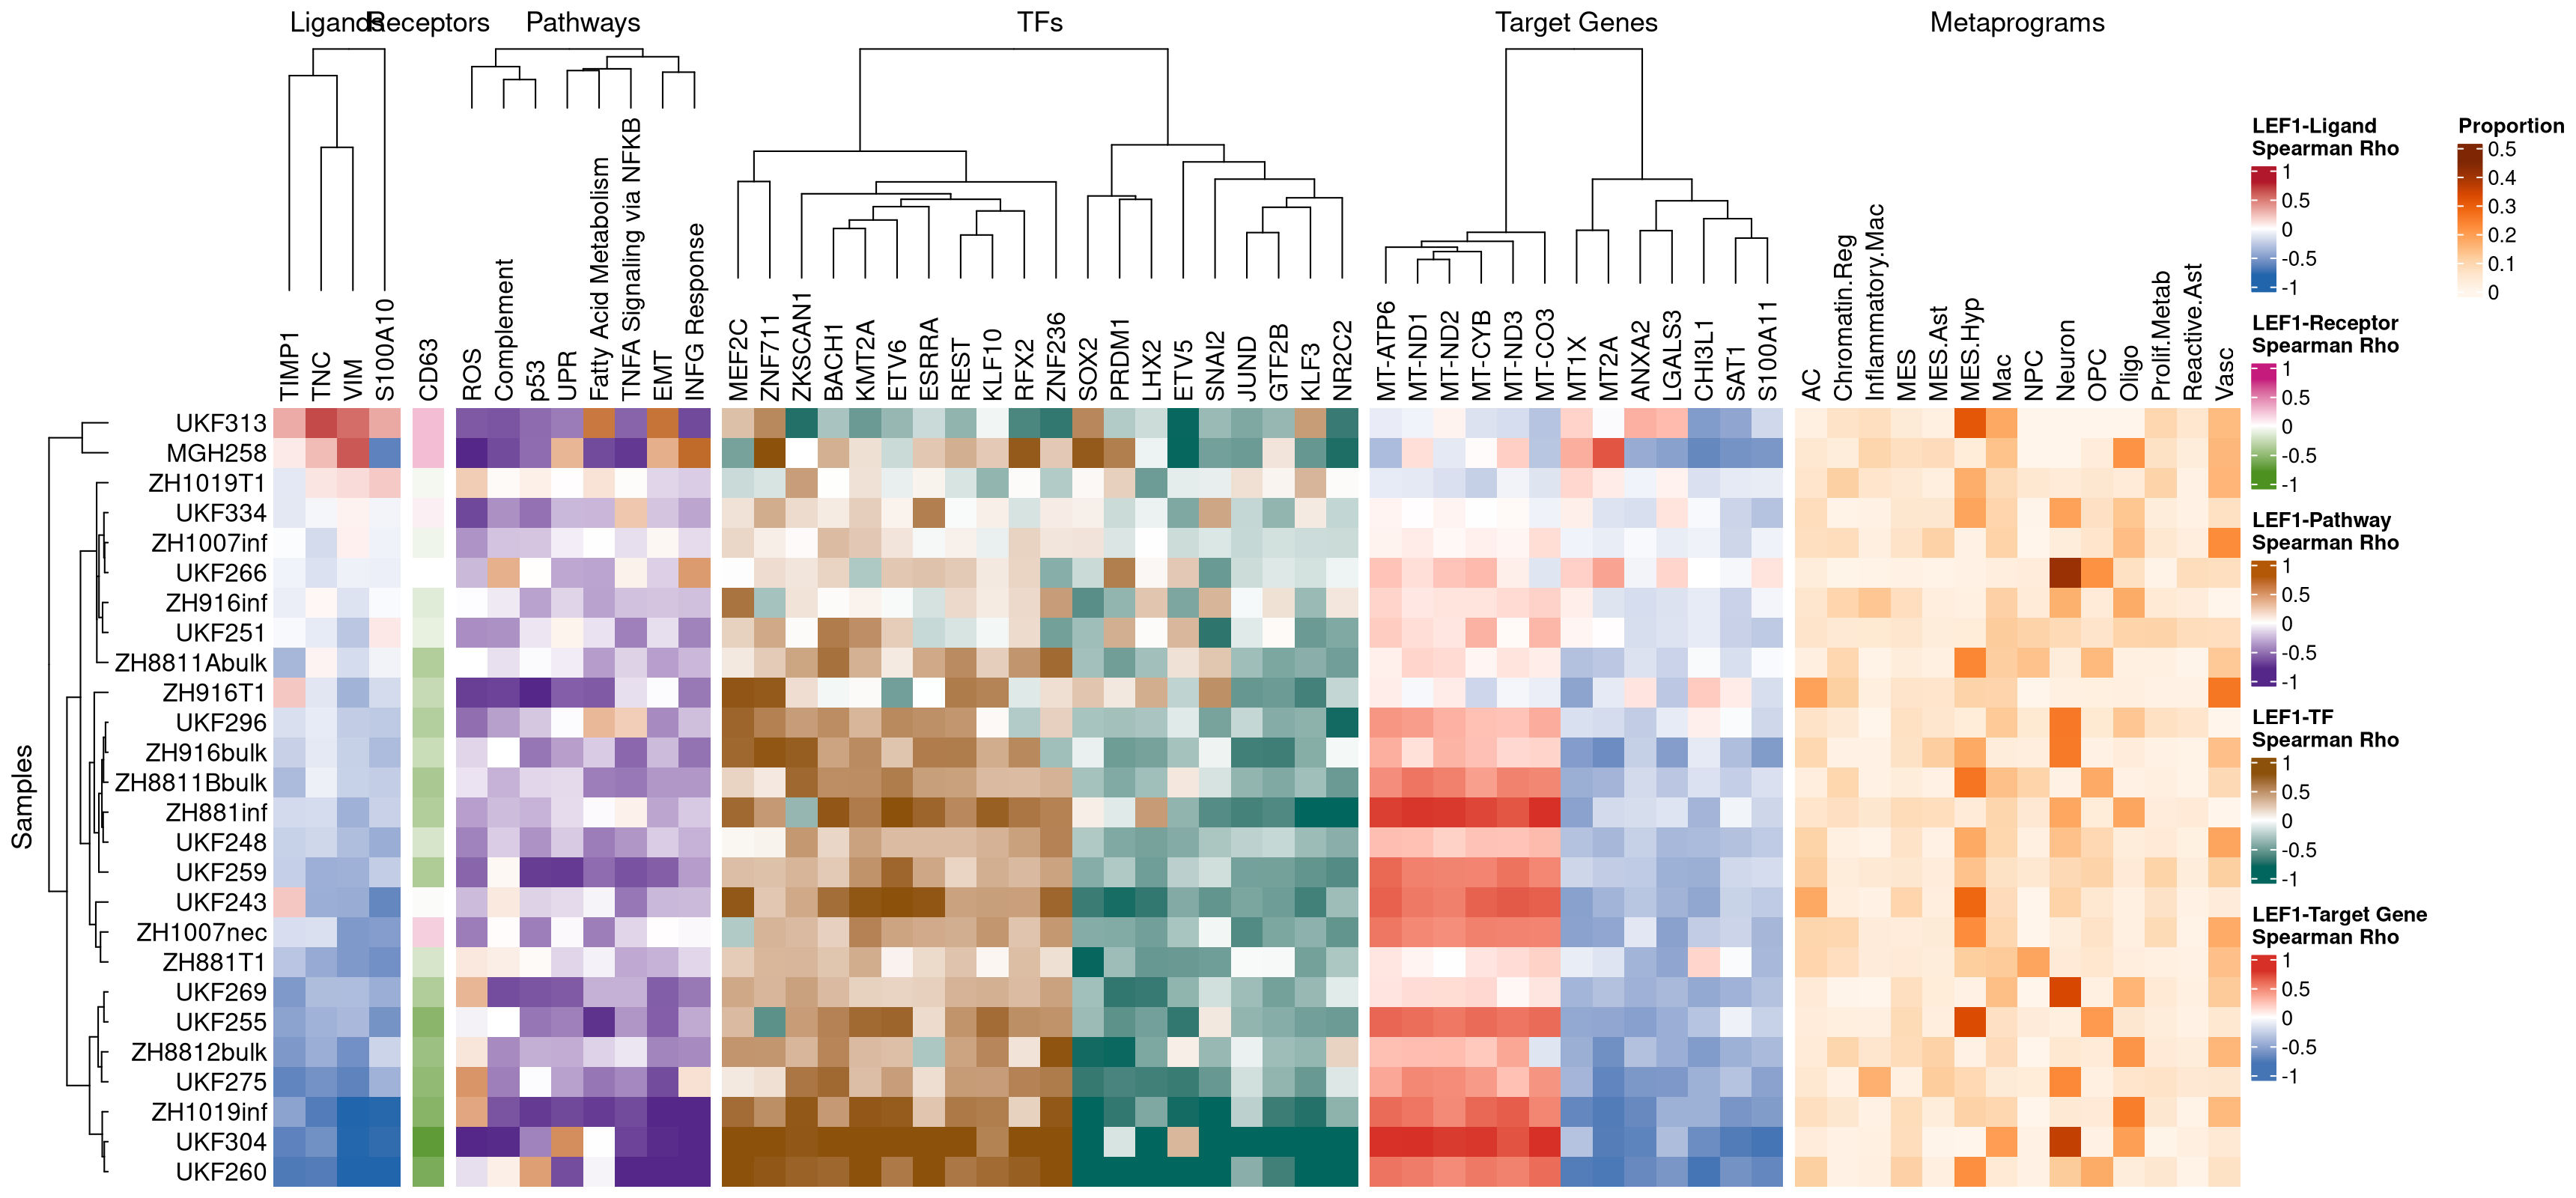 Ligands
Receptors
Pathways
TFs
Target Genes
Metaprograms
TIMP1
TNC
VIM
S100A10
CD63
ROS
Complement
p53
UPR
Fatty Acid Metabolism
TNFA Signaling via NFKB
EMT
INFG Response
MEF2C
ZNF711
ZKSCAN1
BACH1
KMT2A
ETV6
ESRRA
REST
KLF10
RFX2
ZNF236
SOX2
PRDM1
LHX2
ETV5
SNAI2
JUND
GTF2B
KLF3
NR2C2
MT-ATP6
MT-ND1
MT-ND2
MT-CYB
MT-ND3
MT-CO3
MT1X
MT2A
ANXA2
LGALS3
CHI3L1
SAT1
S100A11
AC
Chromatin.Reg
Inflammatory.Mac
MES
MES.Ast
MES.Hyp
Mac
NPC
Neuron
OPC
Oligo
Prolif.Metab
Reactive.Ast
Vasc
Samples
UKF313
MGH258
ZH1019T1
UKF334
ZH1007inf
UKF266
ZH916inf
UKF251
ZH8811Abulk
ZH916T1
UKF296
ZH916bulk
ZH8811Bbulk
ZH881inf
UKF248
UKF259
UKF243
ZH1007nec
ZH881T1
UKF269
UKF255
ZH8812bulk
UKF275
ZH1019inf
UKF304
UKF260
LEF1-Ligand
Spearman Rho
1
0.5
0
-0.5
-1
LEF1-Receptor
Spearman Rho
1
0.5
0
-0.5
-1
LEF1-Pathway
Spearman Rho
1
0.5
0
-0.5
-1
LEF1-TF
Spearman Rho
1
0.5
0
-0.5
-1
LEF1-Target Gene
Spearman Rho
1
0.5
0
-0.5
-1
Proportion
0.5
0.4
0.3
0.2
0.1
0